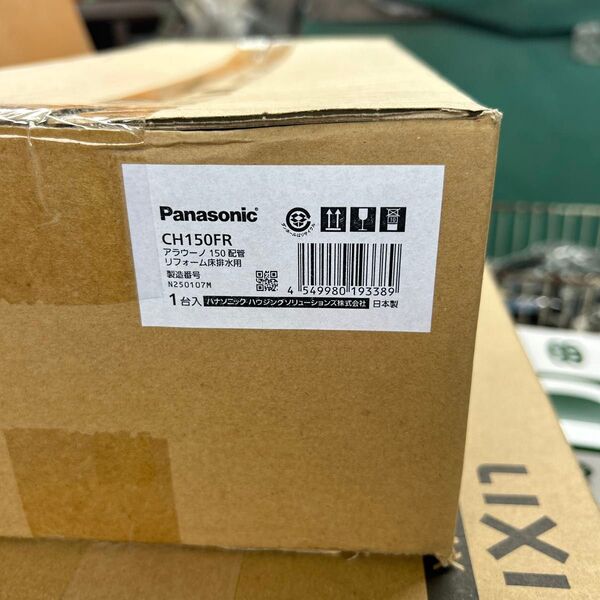 Panasonic
CH150FR
アラウーノ 150 配管
リフォーム床排水用
製造番号
N250107M
4 549980 193389
1台入 パナソニック ハウジングソリューションズ株式会社 日本製
LIXI